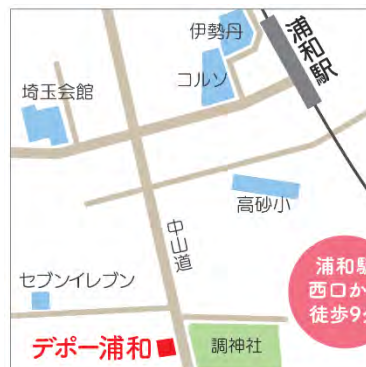 伊勢丹
浦和駅
コルソ
埼玉会館
高砂小
中山道
浦和駅
西口か
徒歩9
セブンイレブン
デポー浦和
調神社